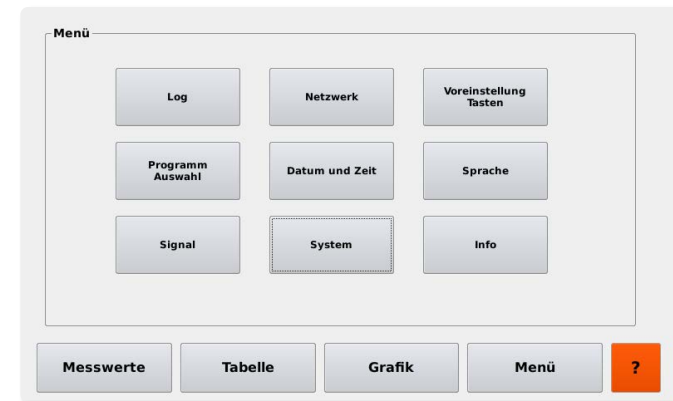 Menü
Log
Netzwerk
Voreinstellung
Tasten
Programm
Auswahl
Datum und Zeit
Sprache
Signal
System
Info
Messwerte
Tabelle
Grafik
Menü
?